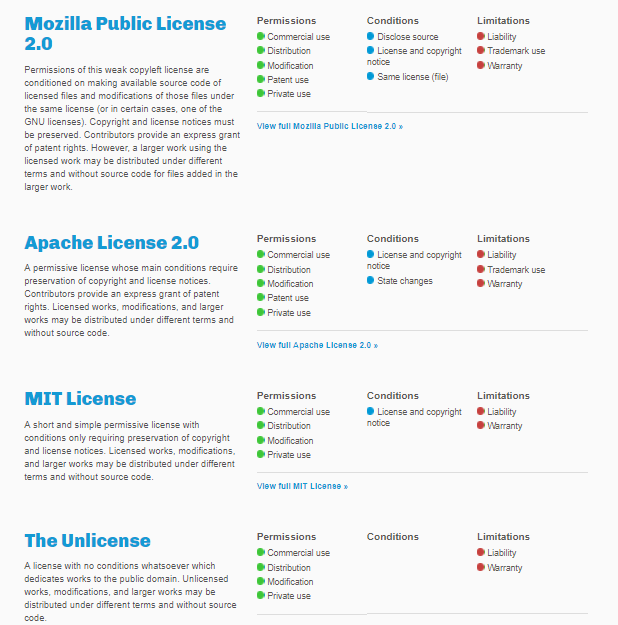 Mozilla Public License
2.0
Permissions of this weak copyleft license are
conditioned on making available source code of
licensed files and modifications of those files under
the same license (or in certain cases, one of the
GNU licenses). Copyright and license notices must
be preserved. Contributors provide an express grant
of patent rights. However, a larger work using the
licensed work may be distributed under different
terms and without source code for files added in the
larger work.
Permissions
Commercial use
Distribution
Modification
Patent use
Private use
Conditions
Disclose source
License and copyright
notice
Same license (file)
Limitations
Liability
Trademark use
Warranty
View full Mozilla Public License 2.0 »
Apache License 2.0
A permissive license whose main conditions require
preservation of copyright and license notices.
Contributors provide an express grant of patent
rights. Licensed works, modifications, and larger
works may be distributed under different terms and
without source code.
Permissions
Commercial use
Distribution
Modification
Patent use
Private use
Conditions
License and copyright
notice
State changes
Limitations
Liability
Trademark use
Warranty
View full Apache License 2.0 »
MIT License
A short and simple permissive license with
conditions only requiring preservation of copyright
and license notices. Licensed works, modifications,
and larger works may be distributed under different
terms and without source code.
Permissions
Commercial use
Distribution
Modification
Private use
Conditions
License and copyright
notice
Limitations
Liability
Warranty
View full MIT License »
The Unlicense
A license with no conditions whatsoever which
dedicates works to the public domain. Unlicensed
works, modifications, and larger works may be
distributed under different terms and without source
code.
Permissions
Commercial use
Distribution
Modification
Private use
Conditions
Limitations
Liability
Warranty